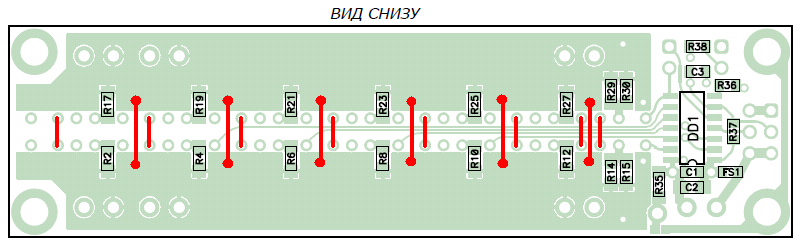 ВИД СНИЗУ
R38
C3
R36
R17 R19 R21 R23 R25 R27 R29 R30
DD1 R37
R2 R4 R6 R8 R10 R12 R14 R15 R35
C1 FS1
C2